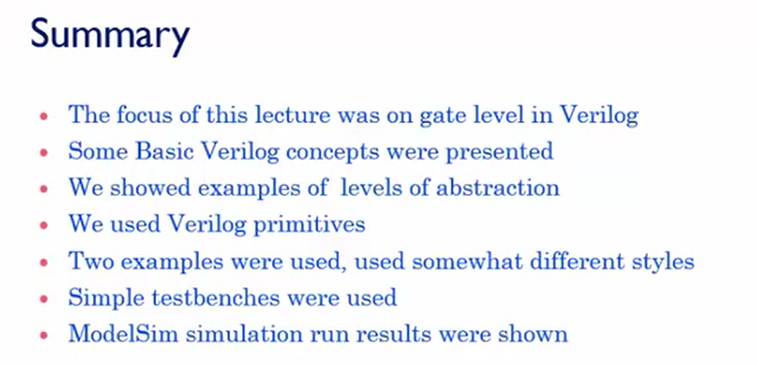 Summary
• The focus of this lecture was on gate level in Verilog
• Some Basic Verilog concepts were presented
• We showed examples of levels of abstraction
• We used Verilog primitives
• Two examples were used, used somewhat different styles
• Simple testbenches were used
• ModelSim simulation run results were shown